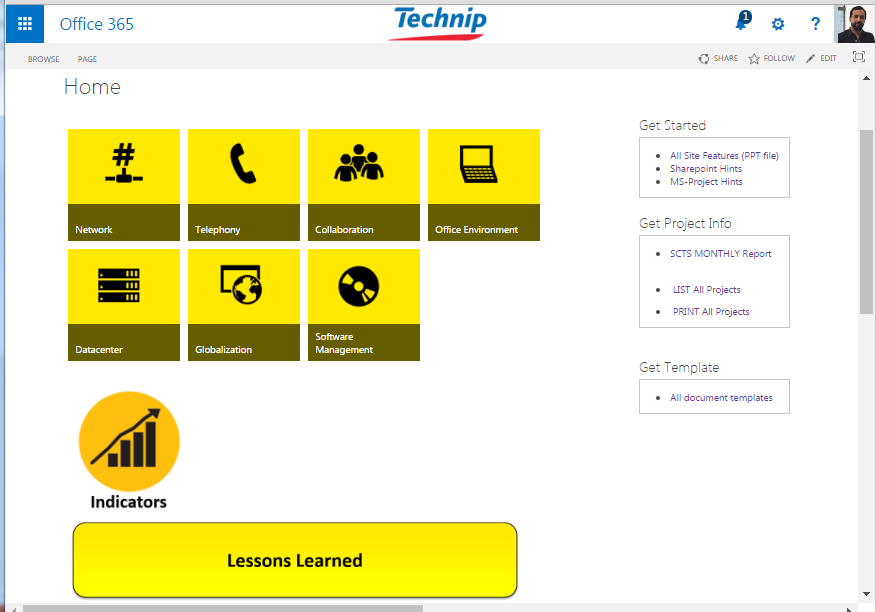 Office 365
Technip
1
?
BROWSE
PAGE
SHARE
FOLLOW
EDIT
Home
#
Network
Telephony
Collaboration
Office Environment
Datacenter
Globalization
Software
Management
Indicators
Lessons Learned
Get Started
All Site Features (PPT file)
Sharepoint Hints
MS-Project Hints
Get Project Info
SCTS MONTHLY Report
LIST All Projects
PRINT All Projects
Get Template
All document templates